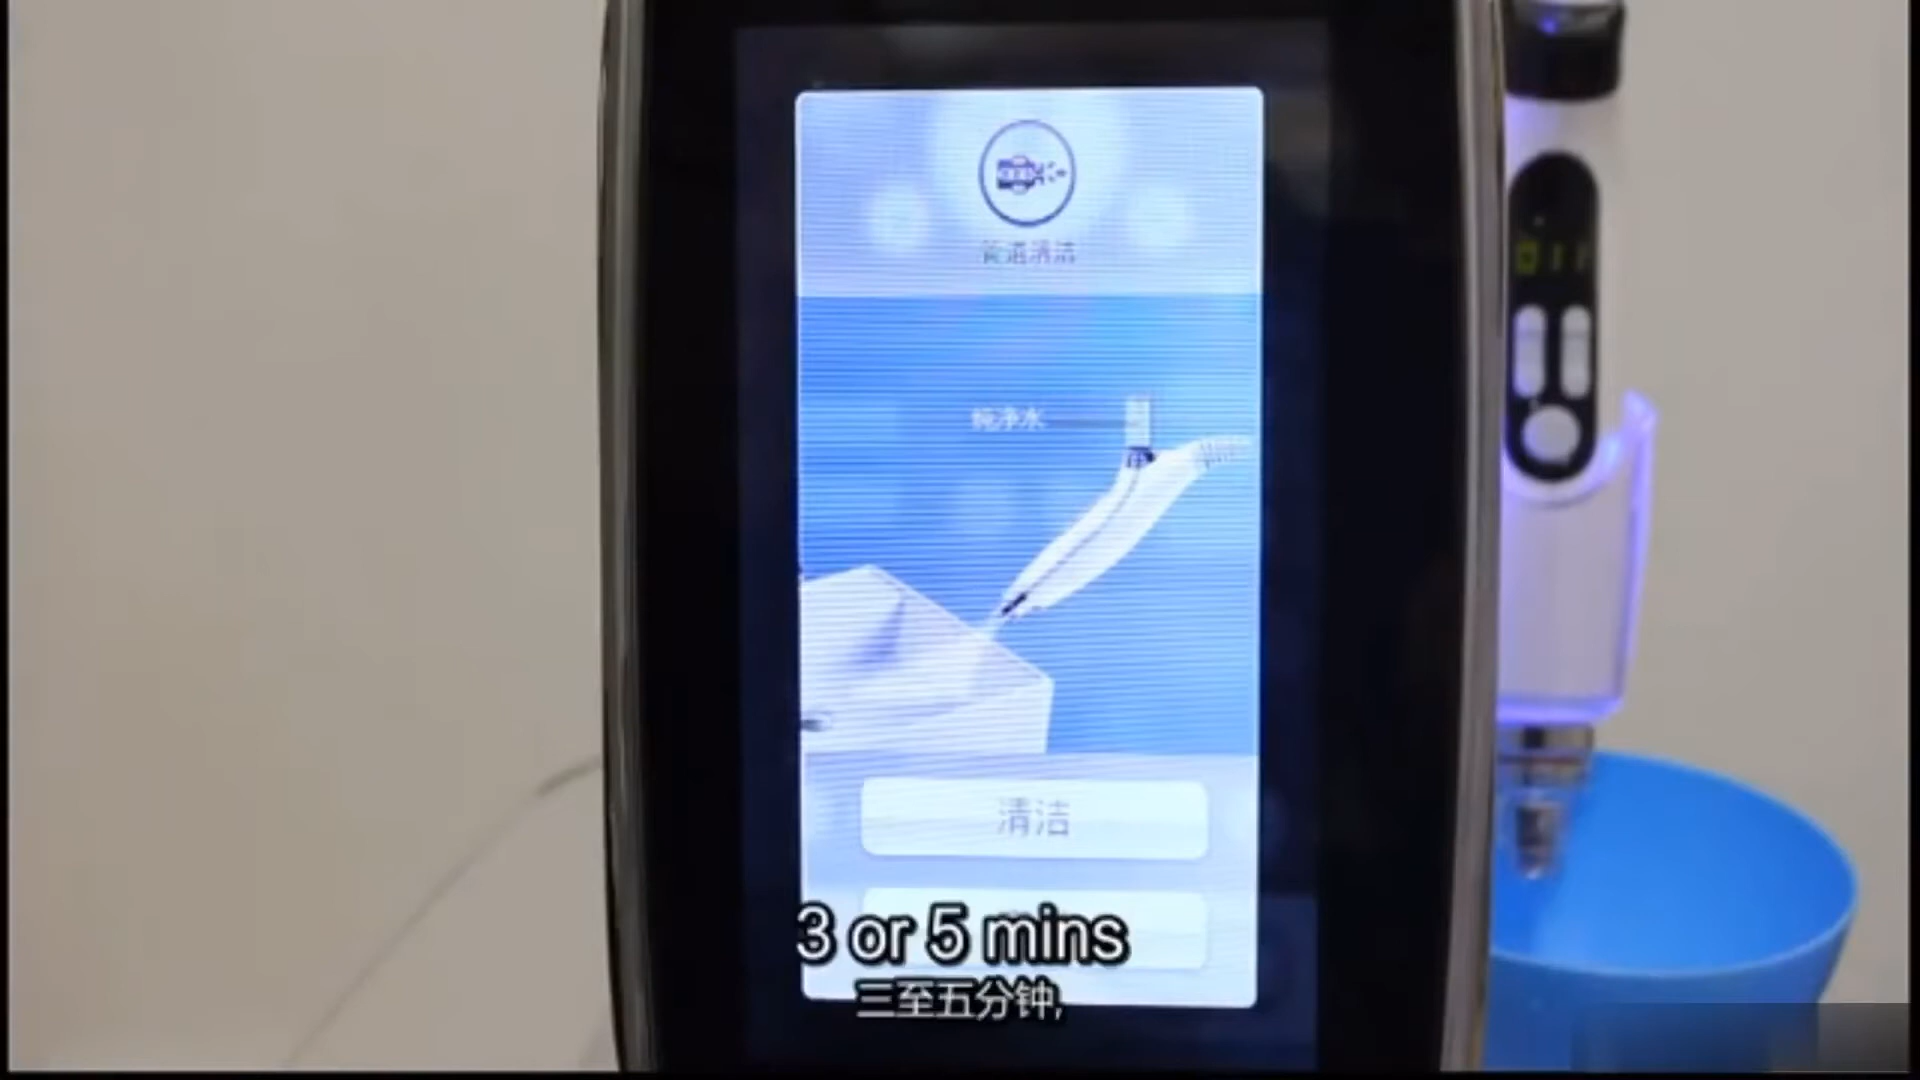 管道清洁
纯净水
清洁
3 or 5 mins
三至五分钟,